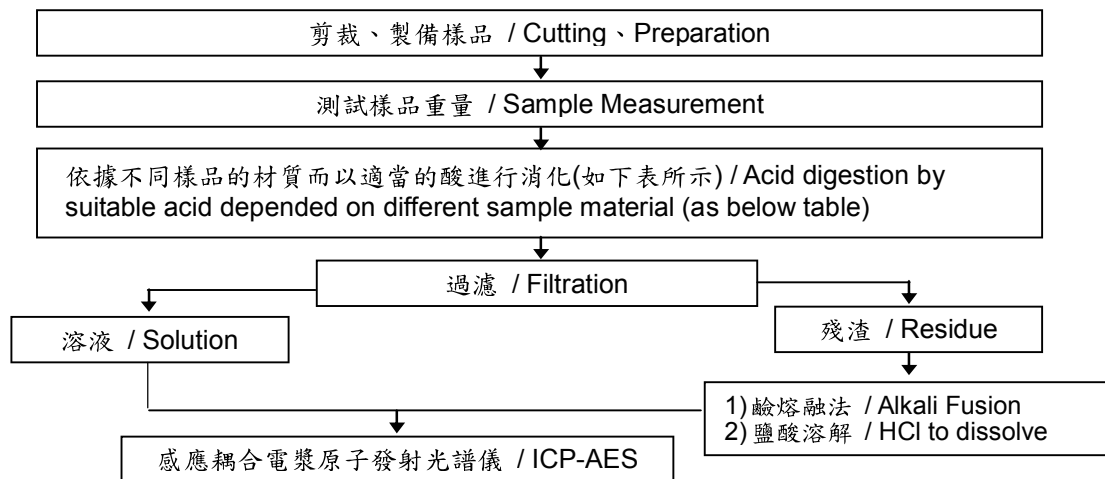 剪裁、製備樣品 / Cutting、Preparation
測試樣品重量 / Sample Measurement
依據不同樣品的材質而以適當的酸進行消化(如下表所示) / Acid digestion by
suitable acid depended on different sample material (as below table)
過濾 / Filtration
溶液 / Solution
殘渣 / Residue
1) 鹼熔融法 / Alkali Fusion
2) 鹽酸溶解 / HCl to dissolve
感應耦合電漿原子發射光譜儀 / ICP-AES